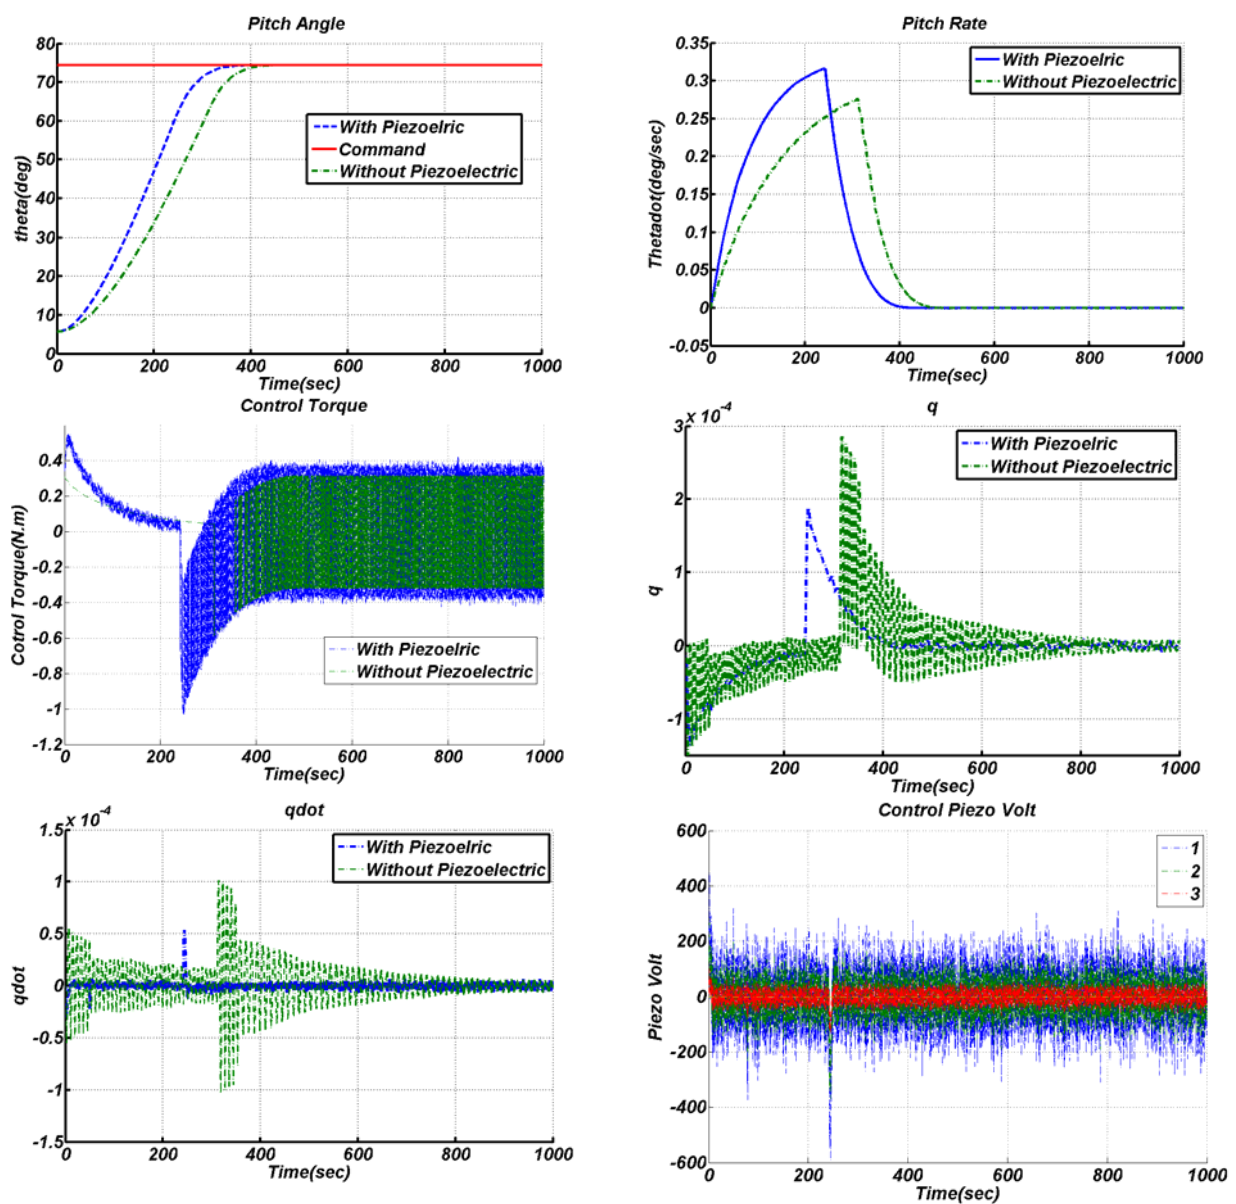 Pitch Angle
80
70
60
50
40
30
20
10
0
theta(deg)
With Piezoelric
Command
Without Piezoelectric
0 200 400 600 800 1000
Time(sec)
Pitch Rate
0.35
0.3
0.25
0.2
0.15
0.1
0.05
0
-0.05
Thetadot(deg/sec)
With Piezoelric
Without Piezoelectric
0 200 400 600 800 1000
Time(sec)
Control Torque
0.4
0.2
0
-0.2
-0.4
-0.6
-0.8
-1
-1.2
Cotrol Torque(N.m)
With Piezoelric
Without Piezoelectric
0 200 400 600 800 1000
Time(sec)
q
x 10-4
3
2
1
0
-1
q
With Piezoelric
Without Piezoelectric
0 200 400 600 800 1000
Time(sec)
qdot
x 10-4
1.5
1
0.5
0
-0.5
-1
-1.5
qdot
With Piezoelric
Without Piezoelectric
0 200 400 600 800 1000
Time(sec)
Control Piezo Volt
600
400
200
0
-200
-400
-600
Piezo Volt
1
2
3
0 200 400 600 800 1000
Time(sec)